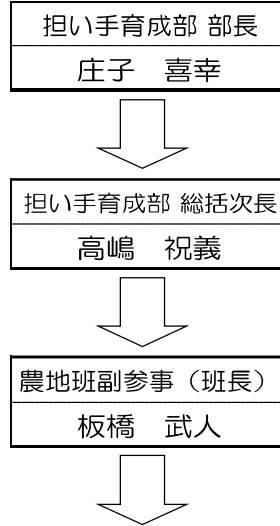 担い手育成部 部長
庄子　喜幸
担い手育成部 総括次長
高嶋　祝義
農地班副参事（班長）
板橋　武人